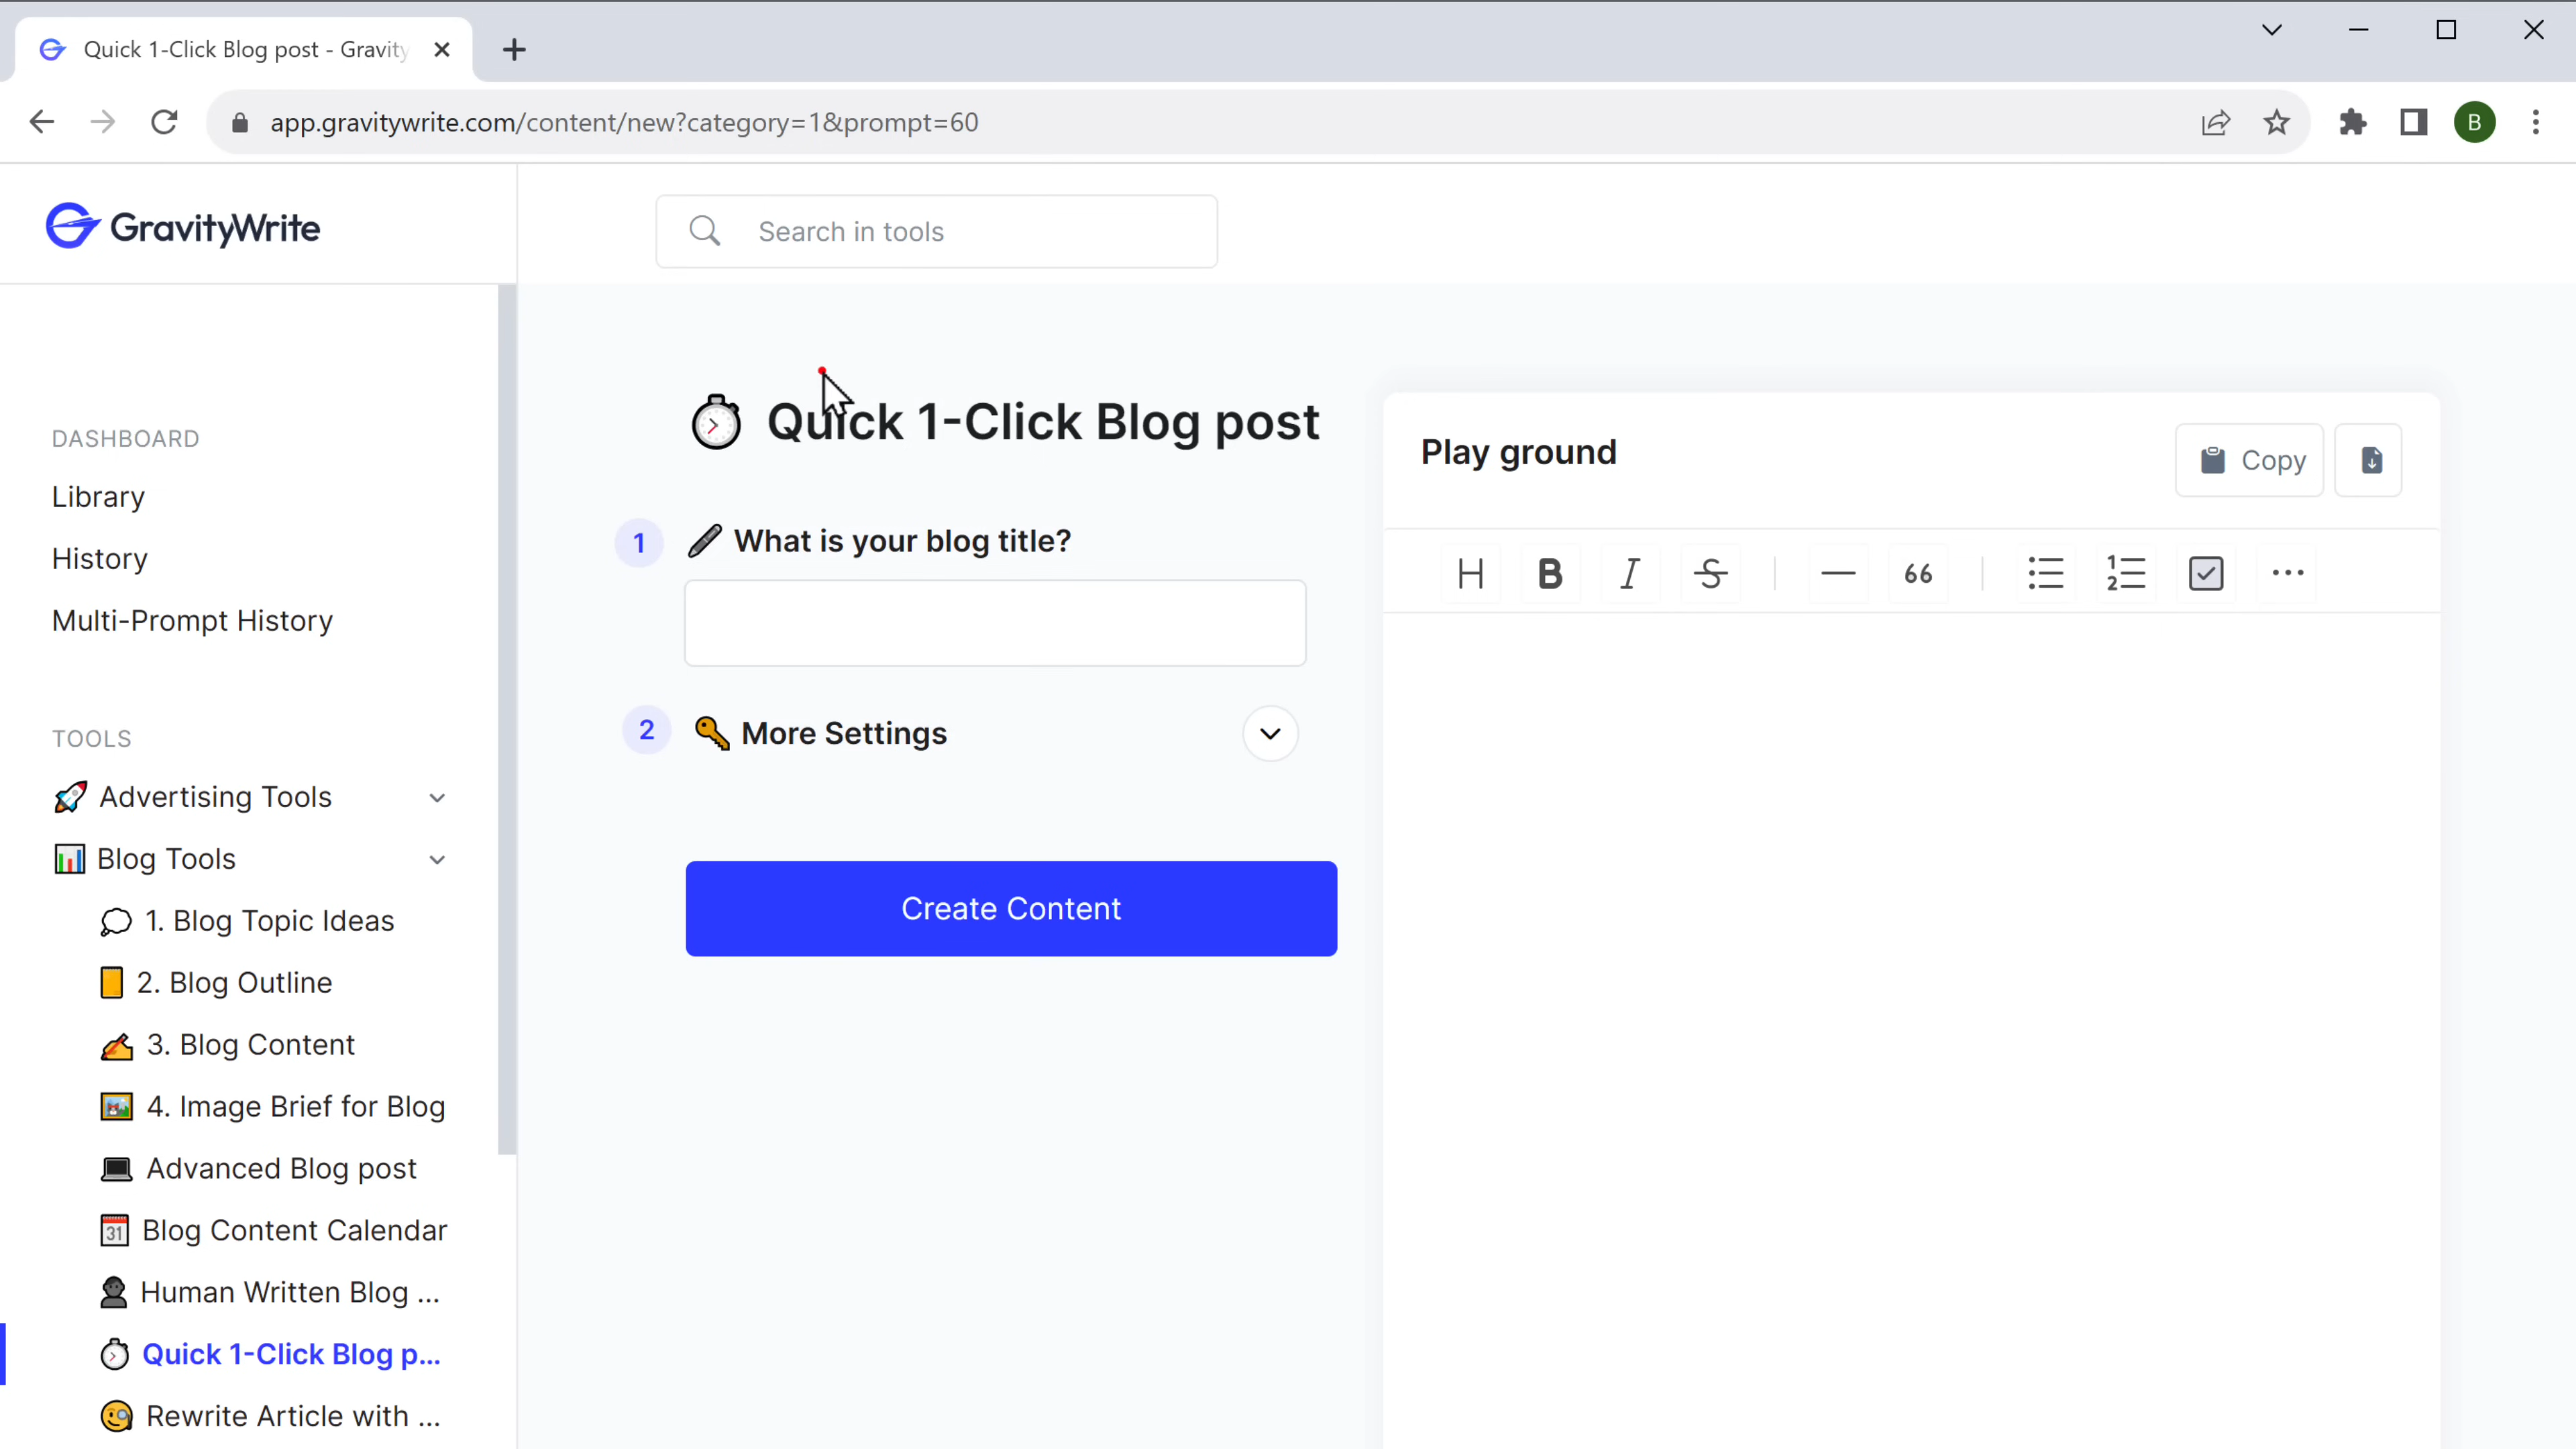 Quick 1-Click Blog post - Gravity
app.gravitywrite.com/content/new?category=1&prompt=60
B
GravityWrite
Search in tools
DASHBOARD
Library
History
Multi-Prompt History
TOOLS
Advertising Tools
Blog Tools
1. Blog Topic Ideas
2. Blog Outline
3. Blog Content
4. Image Brief for Blog
Advanced Blog post
31 Blog Content Calendar
Human Written Blog ...
Quick 1-Click Blog p...
Rewrite Article with ...
Quick 1-Click Blog post
1 What is your blog title?
2 More Settings
Create Content
Play ground
Copy
H B I S